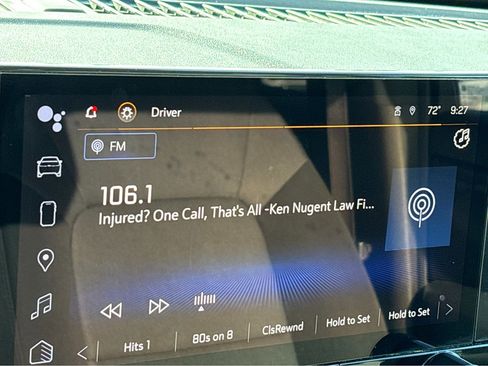 Driver
72° 9:27
FM
106.1
Injured? One Call, That's All -Ken Nugent Law Fi...
Hits 1 80s on 8 ClsRewnd Hold to Set Hold to Set